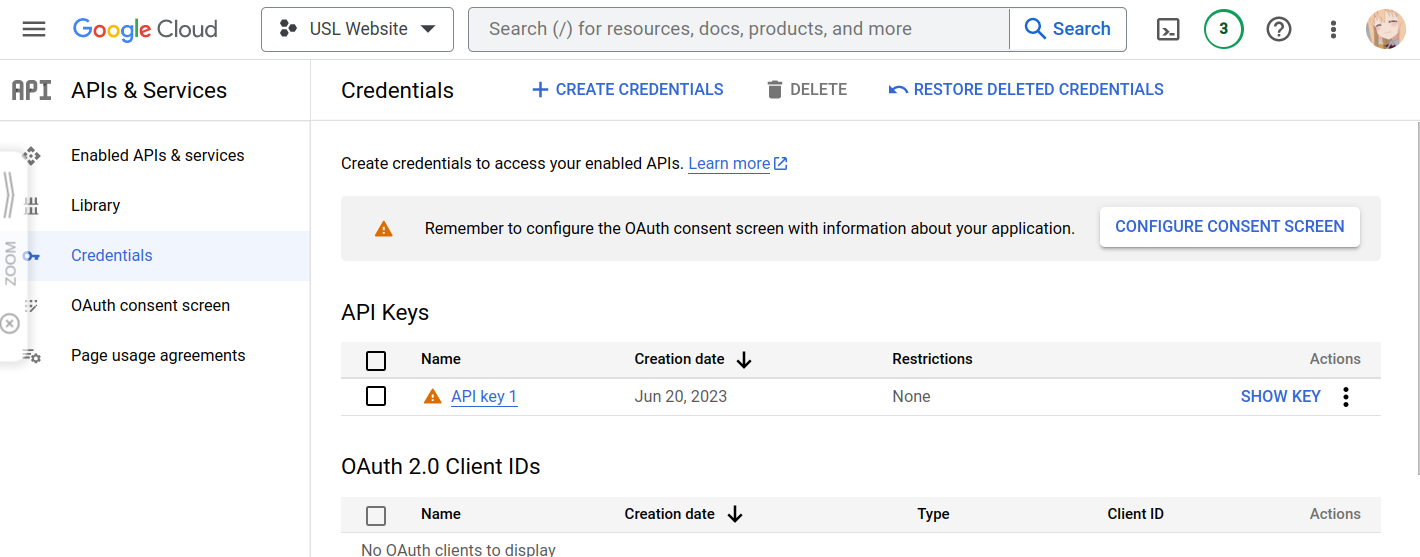 Google Cloud
USL Website
Search (/) for resources, docs, products, and more
Search
3
API
APIs & Services
Credentials
CREATE CREDENTIALS
DELETE
RESTORE DELETED CREDENTIALS
Enabled APIs & services
Library
Credentials
OAuth consent screen
Page usage agreements
ZOOM
Create credentials to access your enabled APIs. Learn more
Remember to configure the OAuth consent screen with information about your application.
CONFIGURE CONSENT SCREEN
API Keys
Name Creation date Restrictions Actions
API key 1 Jun 20, 2023 None SHOW KEY
OAuth 2.0 Client IDs
Name Creation date Type Client ID Actions
No OAuth clients to display